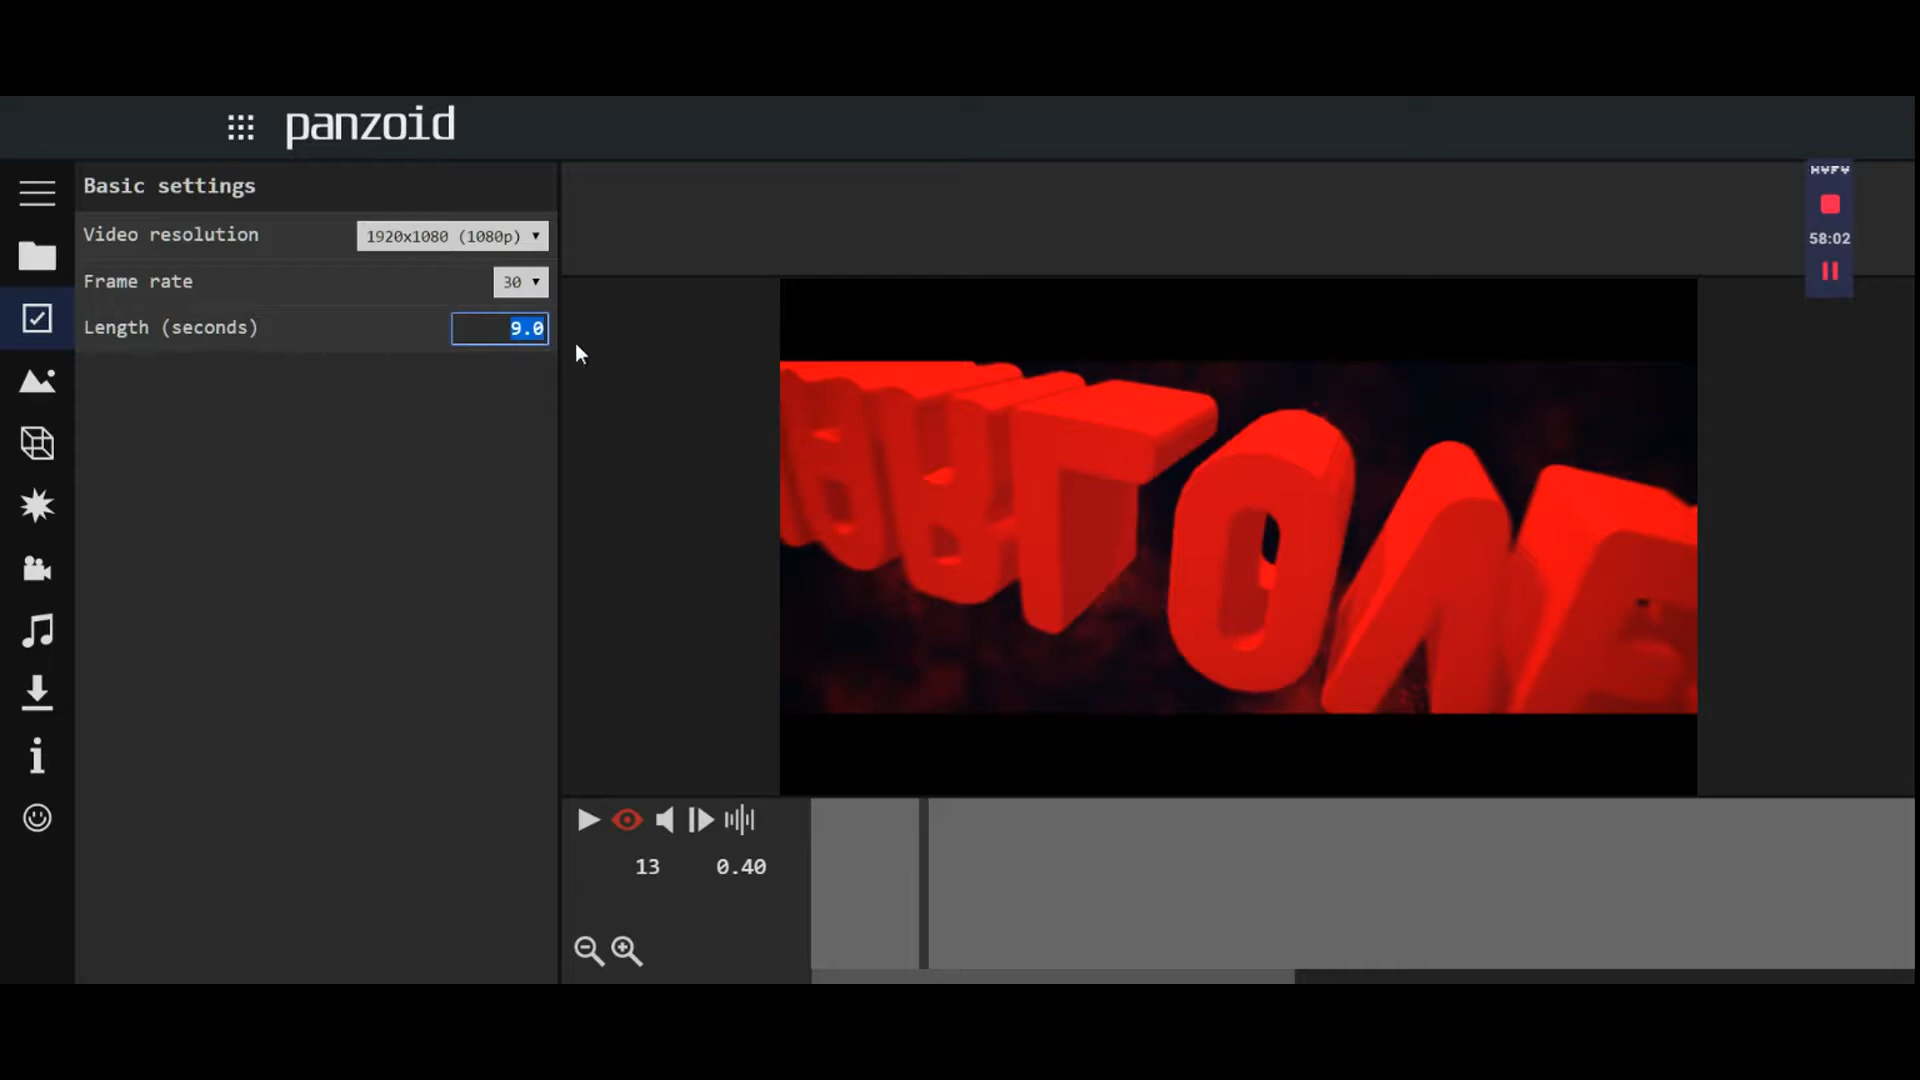 panzoid
Basic settings
Video resolution 1920x1080 (1080p)
58:02
Frame rate 30
Length (seconds) 9.0
13 0.40